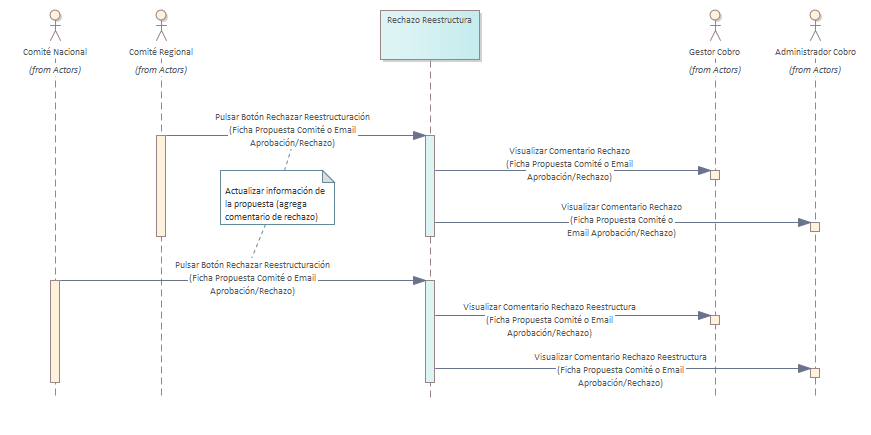 Rechazo Reestructura
Comité Nacional
(from Actors)
Comité Regional
(from Actors)
Gestor Cobro
(from Actors)
Administrador Cobro
(from Actors)
Pulsar Botón Rechazar Reestructuración
(Ficha Propuesta Comité o Email
Aprobación/Rechazo)
Visualizar Comentario Rechazo
(Ficha Propuesta Comité o Email
Aprobación/Rechazo)
Actualizar información de
la propuesta (agrega
comentario de rechazo)
Visualizar Comentario Rechazo
(Ficha Propuesta Comité o
Email Aprobación/Rechazo)
Pulsar Botón Rechazar Reestructuración
(Ficha Propuesta Comité o Email
Aprobación/Rechazo)
Visualizar Comentario Rechazo Reestructura
(Ficha Propuesta Comité o Email
Aprobación/Rechazo)
Visualizar Comentario Rechazo Reestructura
(Ficha Propuesta Comité o Email
Aprobación/Rechazo)